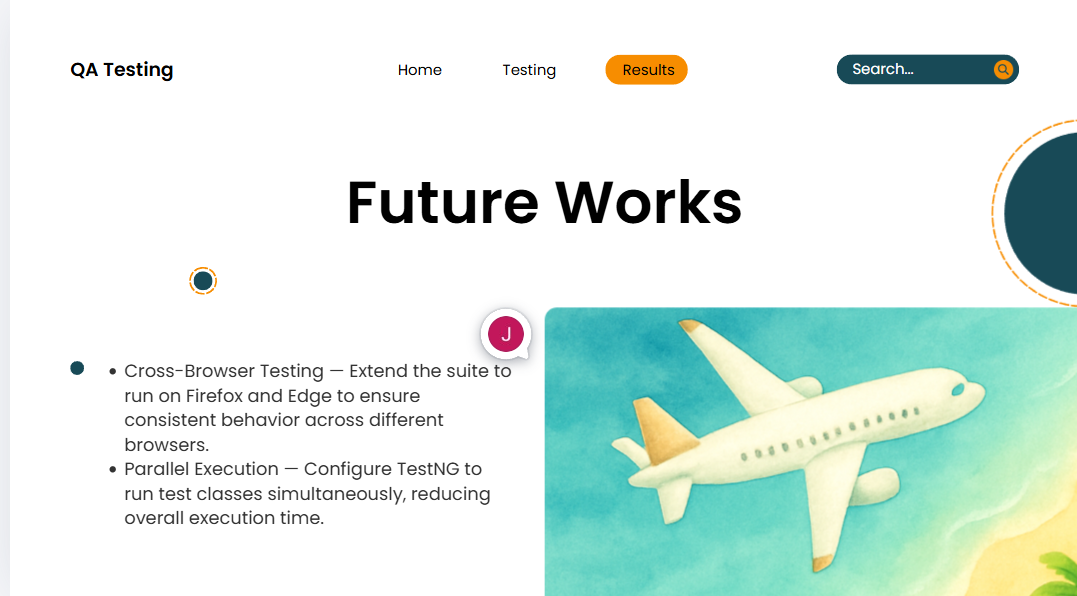 QA Testing
Home
Testing
Results
Search...
Future Works
J
• Cross-Browser Testing — Extend the suite to
run on Firefox and Edge to ensure
consistent behavior across different
browsers.
• Parallel Execution — Configure TestNG to
run test classes simultaneously, reducing
overall execution time.